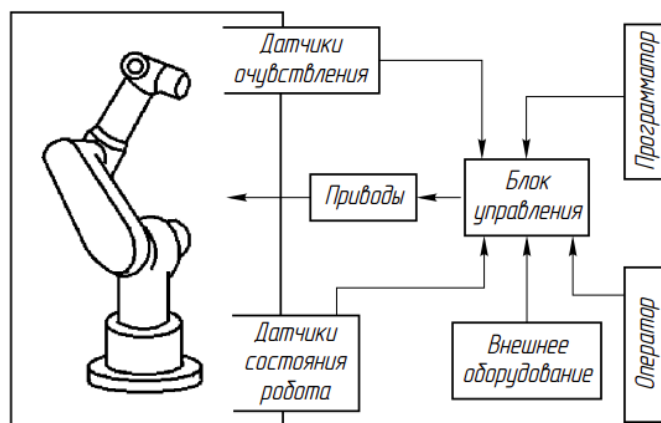 Датчики
очувствления
Программатор
Приводы
Блок
управления
Датчики
состояния
робота
Внешнее
оборудование
Оператор